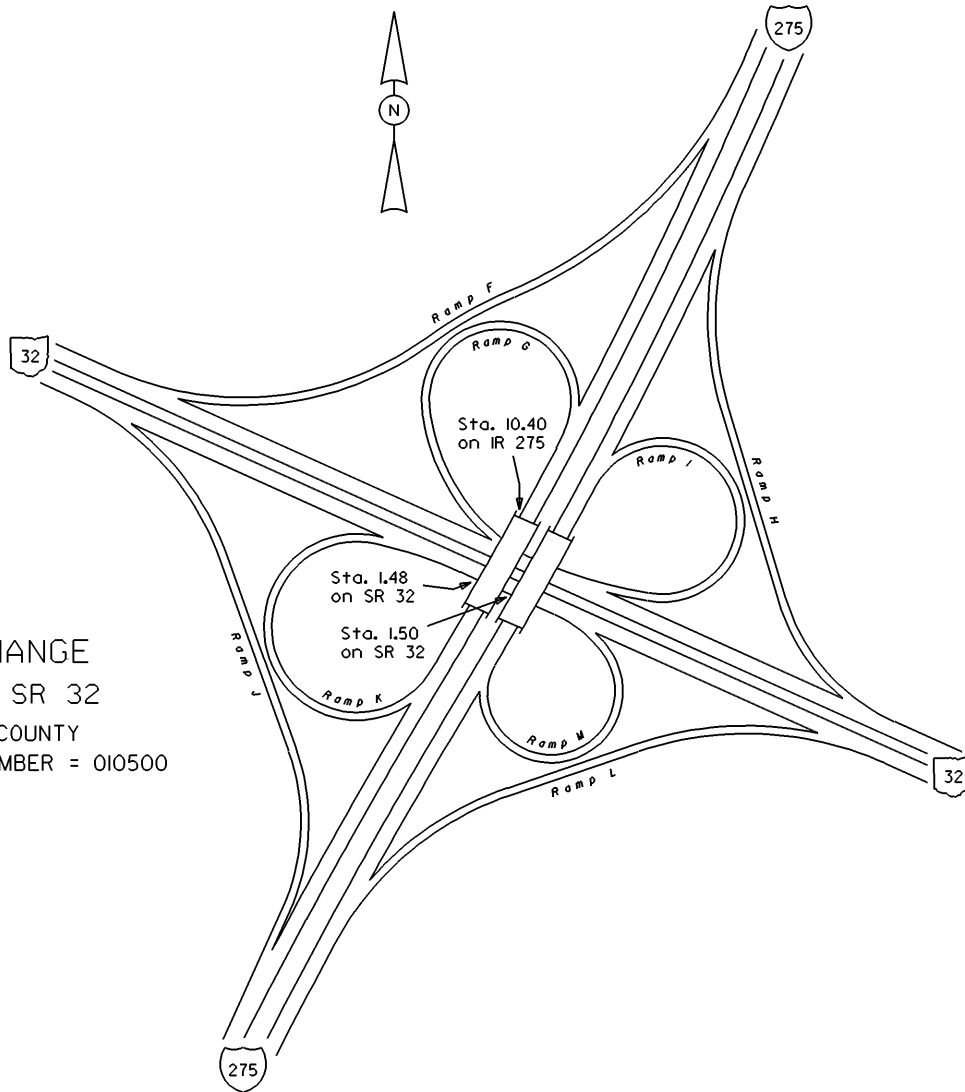 275
N
Ramp F
32
Ramp G
Sta. 10.40
on IR 275
Ramp I
Ramp H
Sta. 1.48
on SR 32
Sta. 1.50
on SR 32
Ramp J
HANGE
SR 32
COUNTY
MBER = 010500
Ramp K
Ramp M
Ramp L
32
275